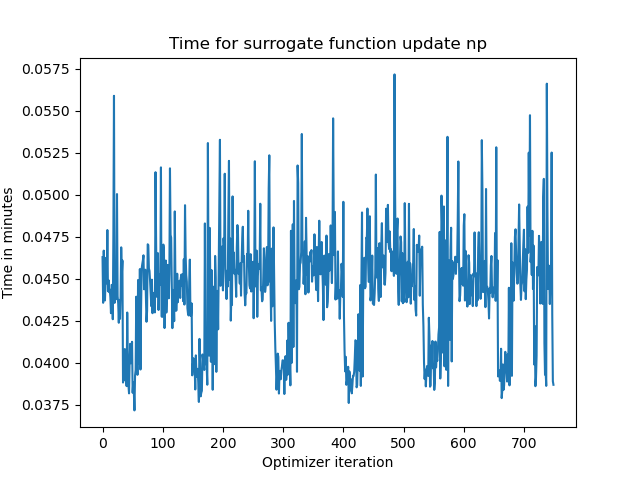 Time for surrogate function update np
0.0575
0.0550
0.0525
0.0500
0.0475
0.0450
0.0425
0.0400
0.0375
Time in minutes
0 100 200 300 400 500 600 700
Optimizer iteration